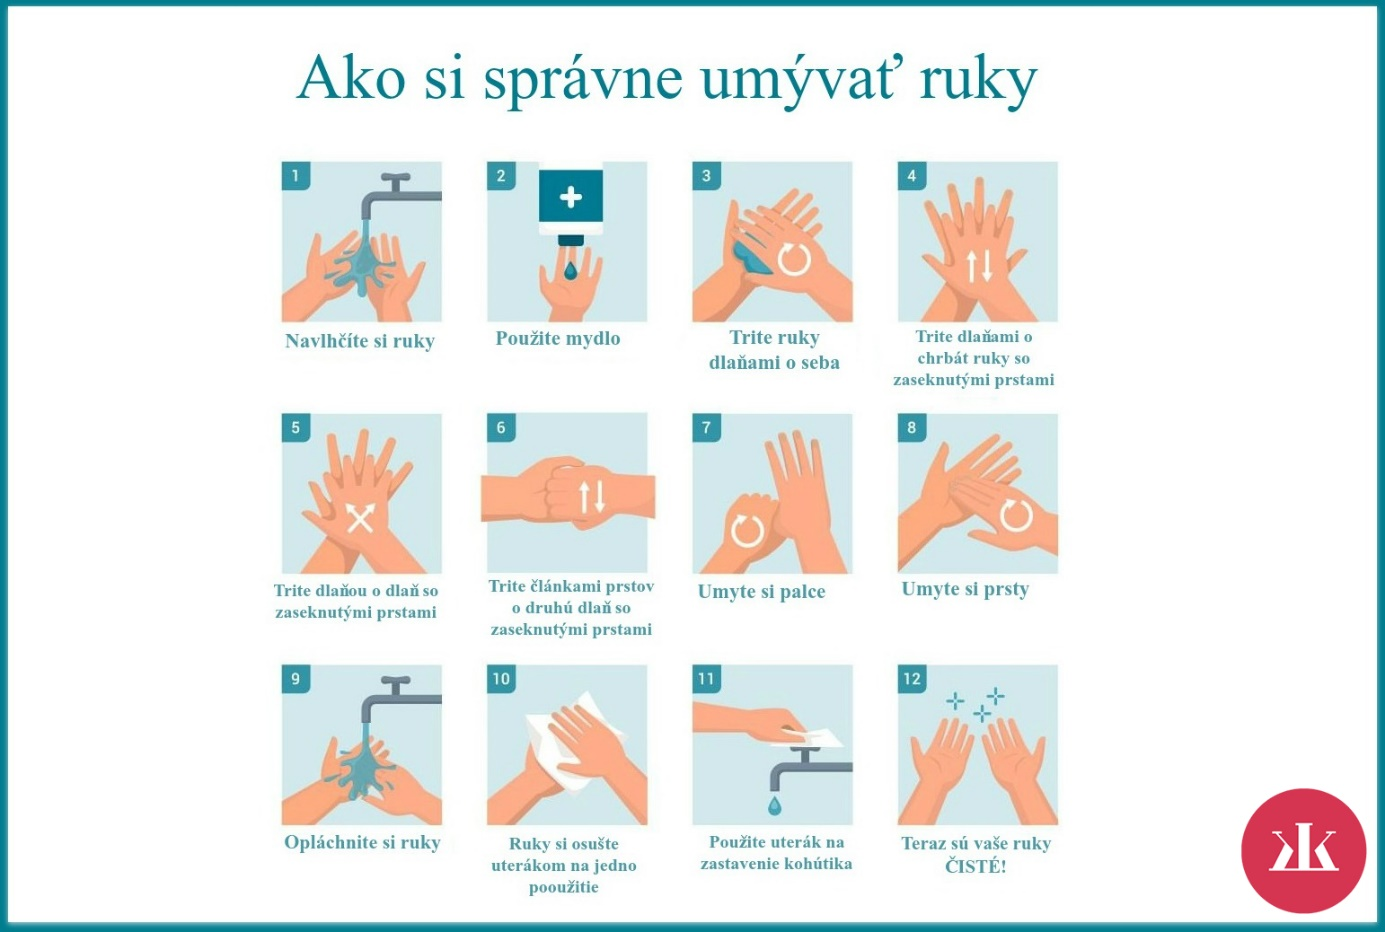 Ako si správne umývať ruky
1
2
3
4
Navlhčíte si ruky
Použite mydlo
Trite ruky
dlaňami o seba
Trite dlaňami o
chrbát ruky so
zaseknutými prstami
5
6
7
8
Trite dlaňou o dlaň so
zaseknutými prstami
Trite článkami prstov
o druhú dlaň so
zaseknutými prstami
Umyte si palce
Umyte si prsty
9
10
11
12
Opláchnite si ruky
Ruky si osušte
uterákom na jedno
pooužitie
Použite uterák na
zastavenie kohútika
Teraz sú vaše ruky
ČISTÉ!
KK